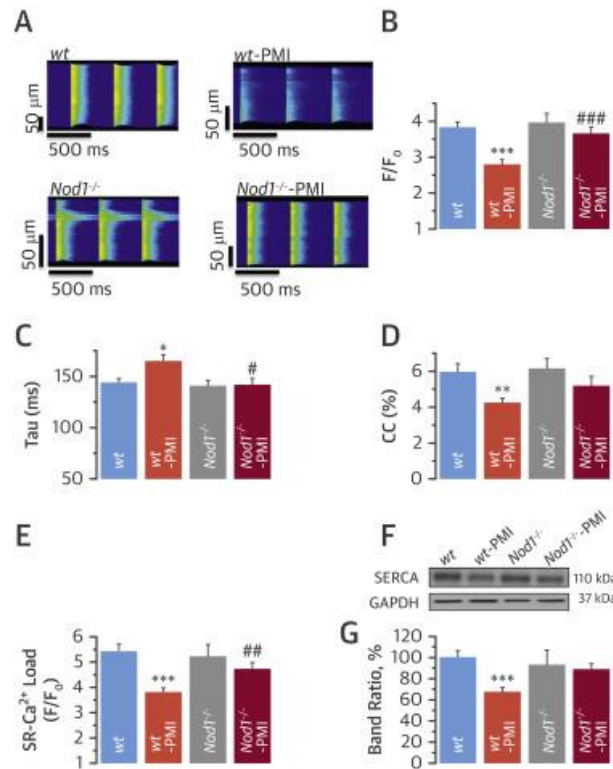 A
wt
wt-PMI
50 μm
500 ms
50 μm
500 ms
Nod1-/-
Nod1-/--PMI
50 μm
500 ms
50 μm
500 ms
B
F/F0
4
3
2
1
***
###
wt
wt
-PMI
Nod1-/-
Nod1-/-
-PMI
C
Tau (ms)
150
100
50
*
#
wt
wt
-PMI
Nod1-/-
Nod1-/-
-PMI
D
CC (%)
6
4
2
0
**
wt
wt
-PMI
Nod1-/-
Nod1-/-
-PMI
E
SR-Ca2+ Load
(F/F0)
6
5
4
3
2
1
***
##
wt
wt
-PMI
Nod1-/-
Nod1-/-
-PMI
F
wt
wt-PMI
Nod1-/-
Nod1-/--PMI
SERCA
110 kDa
GAPDH
37 kDa
G
Band Ratio, %
120
100
80
60
40
20
0
***
wt
wt
-PMI
Nod1-/-
Nod1-/-
-PMI